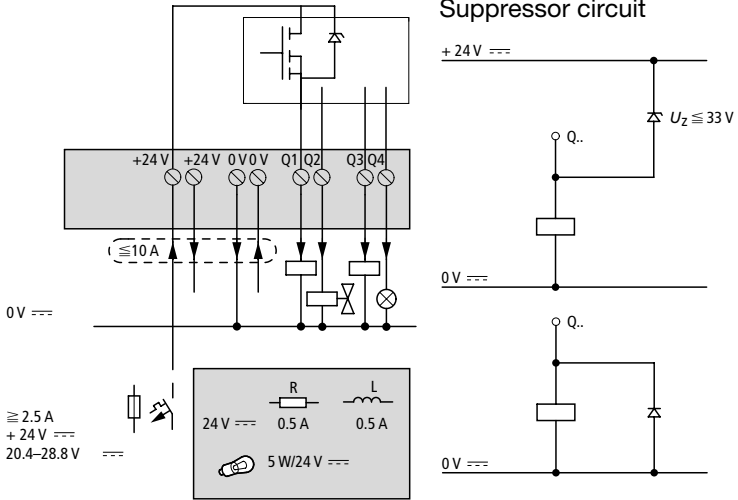 Suppressor circuit
+24 V +24 V 0 V 0 V Q1 Q2 Q3 Q4
≦10 A
0 V
≧ 2.5 A
+ 24 V
20.4–28.8 V
R L
24 V 0.5 A 0.5 A
5 W/24 V
+ 24 V
UZ ≦ 33 V
Q..
0 V
Q..
0 V